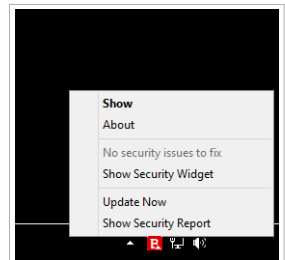 Show
About
No security issues to fix
Show Security Widget
Update Now
Show Security Report
B